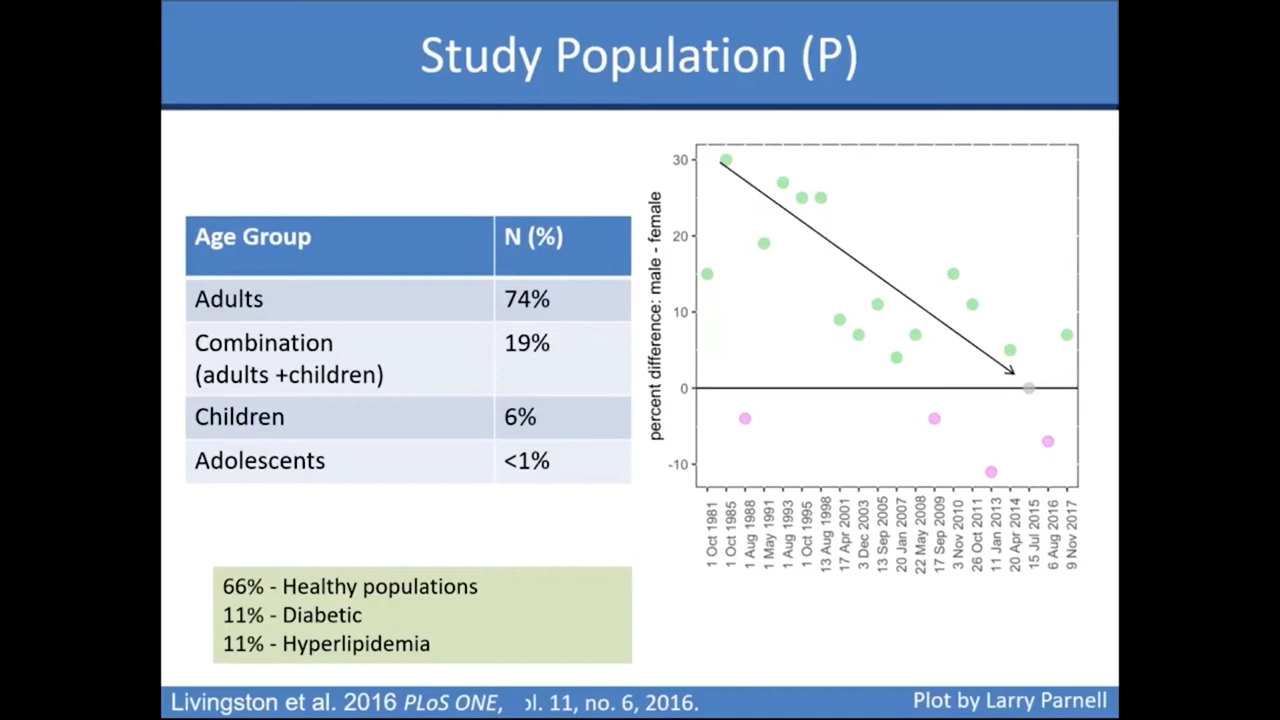 Study Population (P)
Age Group N (%)
Adults 74%
Combination 19%
(adults +children)
Children 6%
Adolescents <1%
66% - Healthy populations
11% - Diabetic
11% - Hyperlipidemia
percent difference: male - female
30
20
10
0
-10
1 Oct 1981
1 Oct 1985
1 Aug 1988
1 May 1991
1 Aug 1993
1 Oct 1995
13 Aug 1998
17 Apr 2001
3 Dec 2003
13 Sep 2005
20 Jan 2007
22 May 2008
17 Sep 2009
3 Nov 2010
26 Oct 2011
11 Jan 2013
20 Apr 2014
15 Jul 2015
6 Aug 2016
9 Nov 2017
Livingston et al. 2016 PLoS ONE, ol. 11, no. 6, 2016.
Plot by Larry Parnell